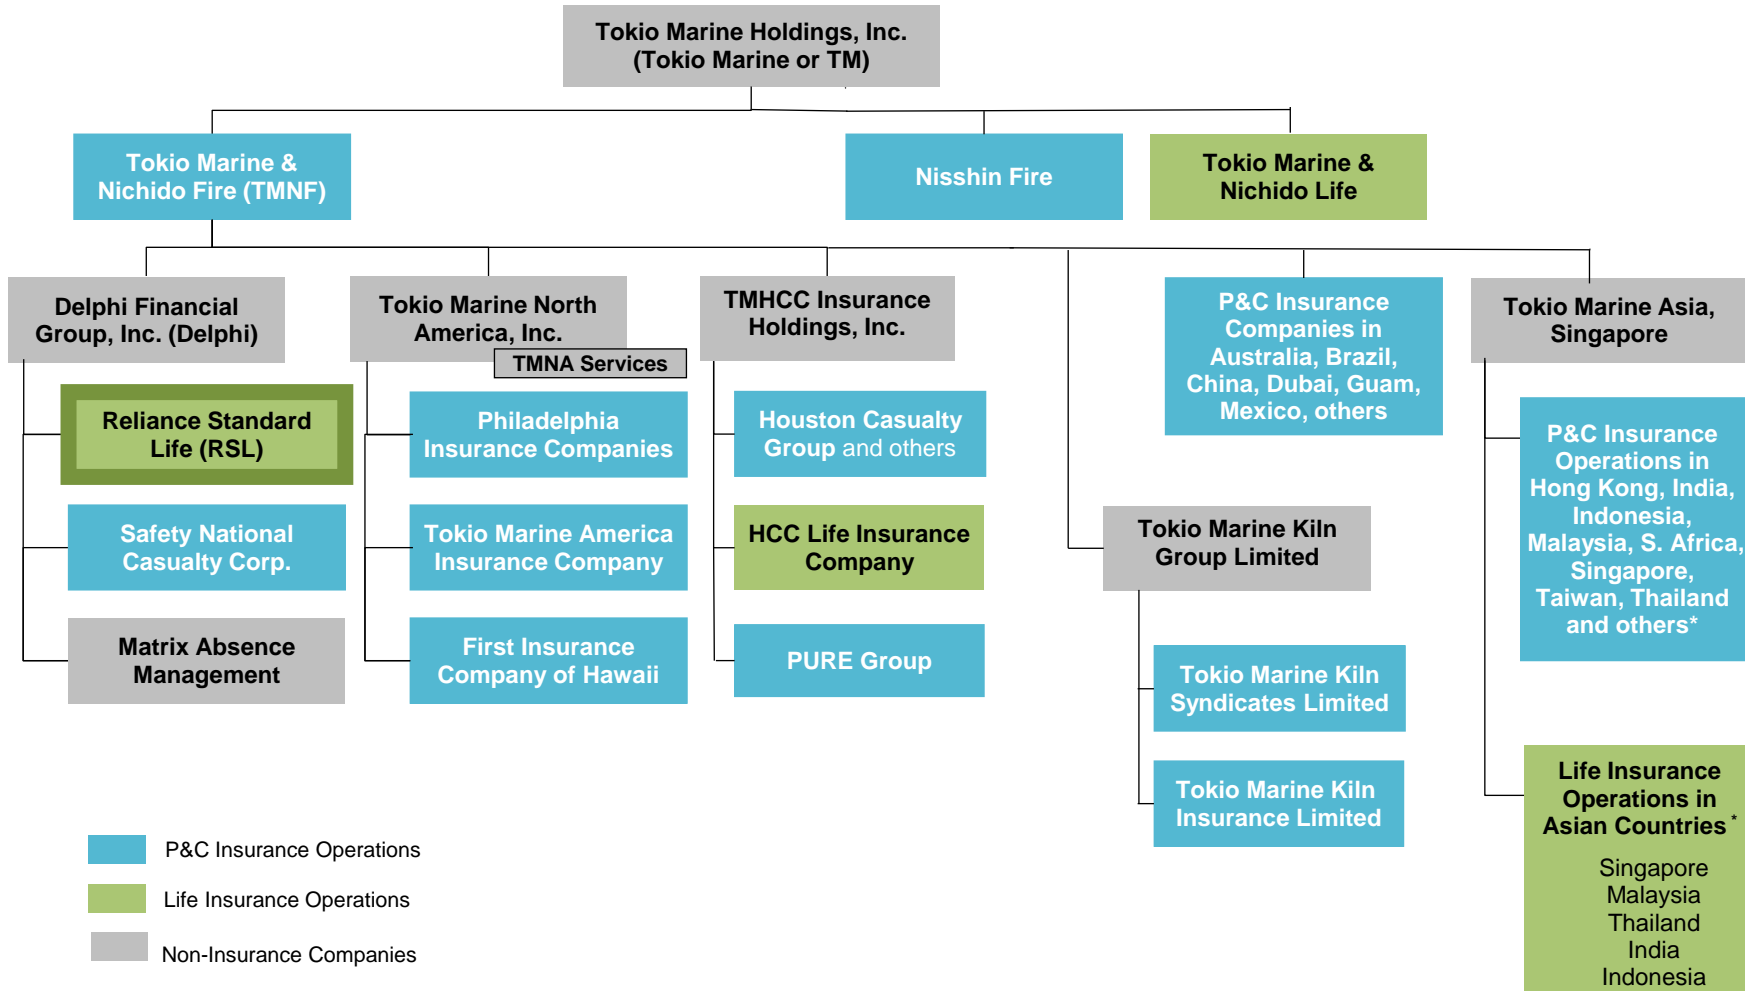 Tokio Marine Holdings, Inc.
(Tokio Marine or TM)
Tokio Marine &
Nichido Fire (TMNF)
Nisshin Fire
Tokio Marine &
Nichido Life
Delphi Financial
Group, Inc. (Delphi)
Reliance Standard
Life (RSL)
Safety National
Casualty Corp.
Matrix Absence
Management
Tokio Marine North
America, Inc.
TMNA Services
Philadelphia
Insurance Companies
Tokio Marine America
Insurance Company
First Insurance
Company of Hawaii
TMHCC Insurance
Holdings, Inc.
Houston Casualty
Group and others
HCC Life Insurance
Company
PURE Group
Tokio Marine Kiln
Group Limited
Tokio Marine Kiln
Syndicates Limited
Tokio Marine Kiln
Insurance Limited
P&C Insurance
Companies in
Australia, Brazil,
China, Dubai, Guam,
Mexico, others
Tokio Marine Asia,
Singapore
P&C Insurance
Operations in
Hong Kong, India,
Indonesia,
Malaysia, S. Africa,
Singapore,
Taiwan, Thailand
and others*
Life Insurance
Operations in
Asian Countries *
Singapore
Malaysia
Thailand
India
Indonesia
P&C Insurance Operations
Life Insurance Operations
Non-Insurance Companies